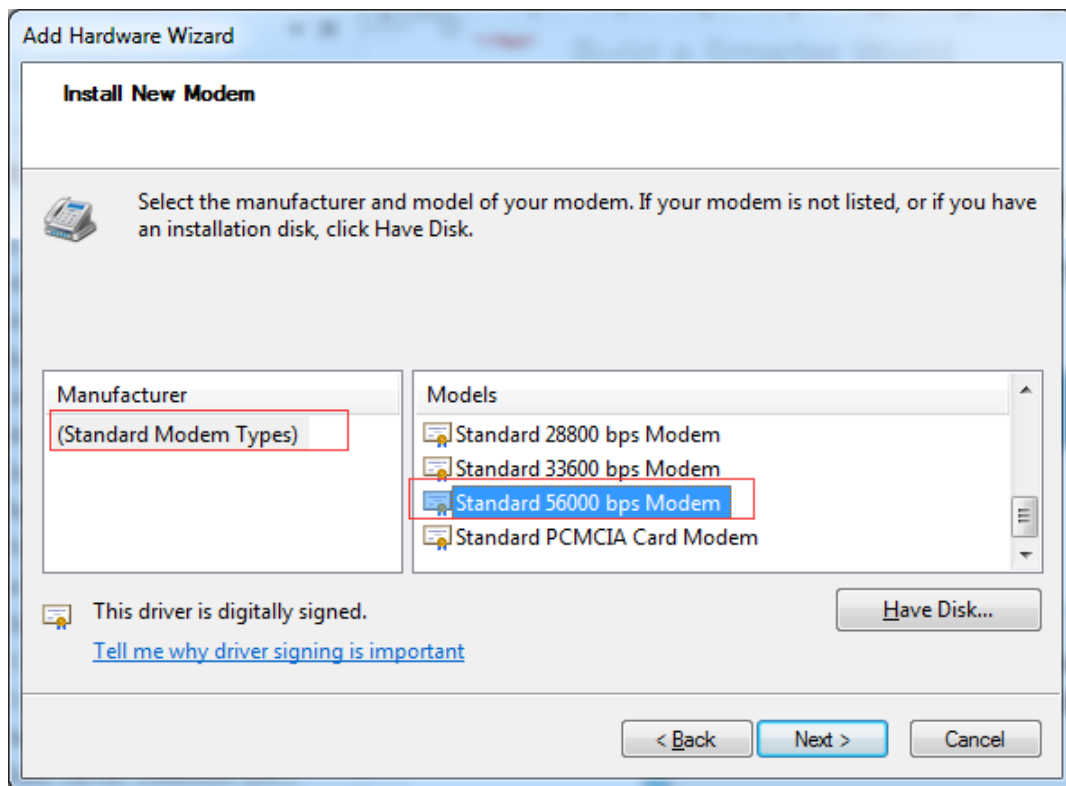 Add Hardware Wizard
Install New Modem
Select the manufacturer and model of your modem. If your modem is not listed, or if you have
an installation disk, click Have Disk.
Manufacturer
(Standard Modem Types)
Models
Standard 28800 bps Modem
Standard 33600 bps Modem
Standard 56000 bps Modem
Standard PCMCIA Card Modem
This driver is digitally signed.
Tell me why driver signing is important
Have Disk...
< Back
Next >
Cancel